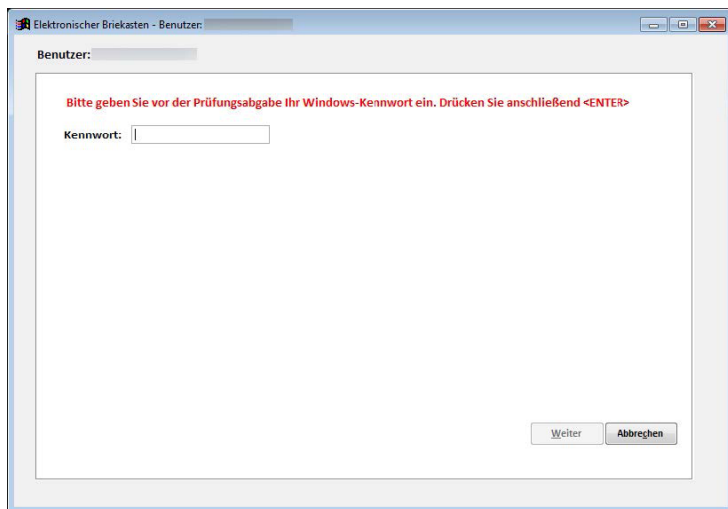 Elektronischer Briekasten - Benutzer:
Benutzer:
Bitte geben Sie vor der Prüfungsabgabe Ihr Windows-Kennwort ein. Drücken Sie anschließend <ENTER>
Kennwort:
Weiter Abbrechen